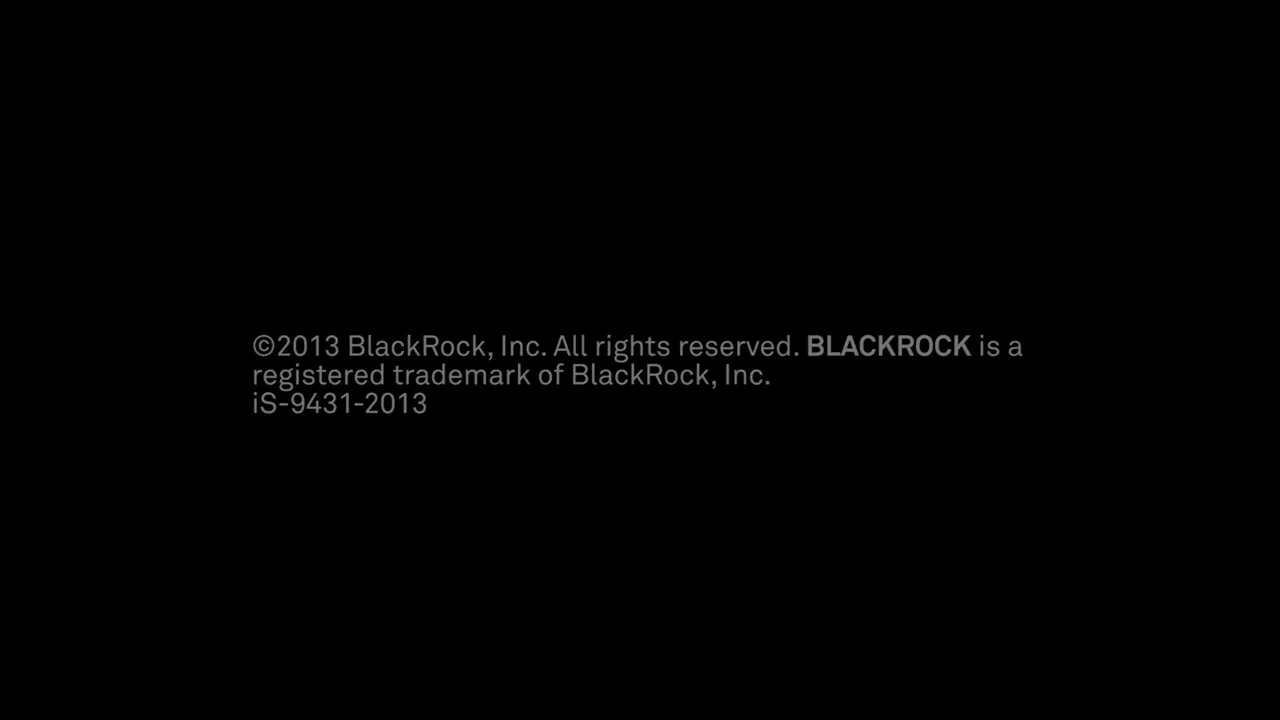 ©2013 BlackRock, Inc. All rights reserved. BLACKROCK is a
registered trademark of BlackRock, Inc.
iS-9431-2013